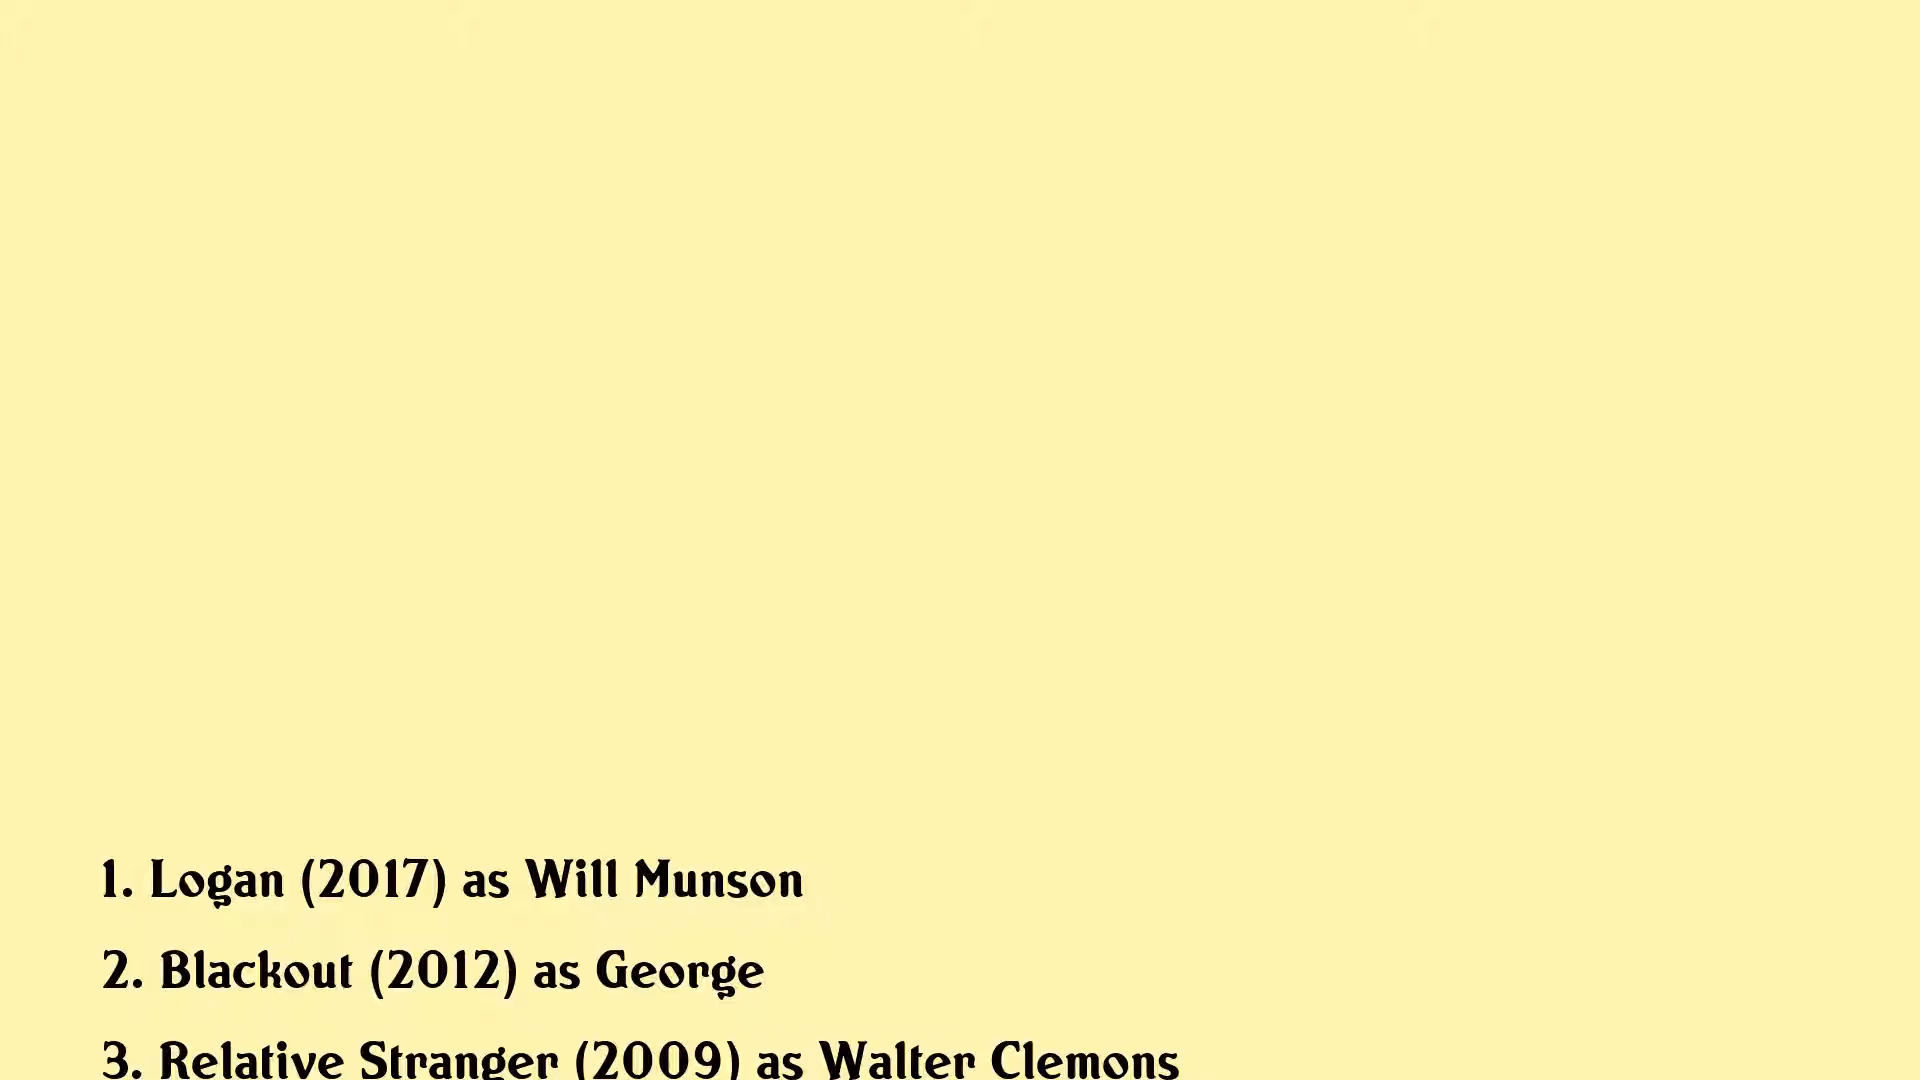 1. Logan (2017) as Will Munson
2. Blackout (2012) as George
3. Relative Stranger (2009) as Walter Clemons